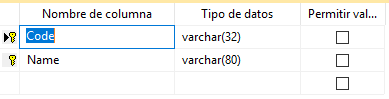 Nombre de columna Tipo de datos Permitir val...
Code varchar(32)
Name varchar(80)